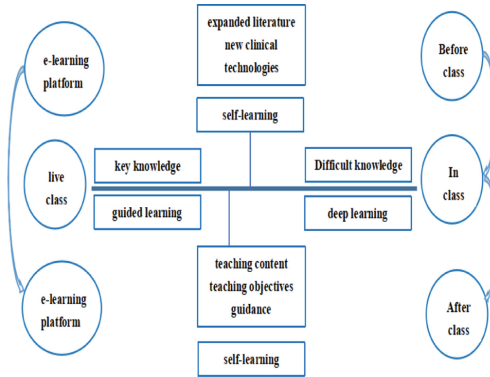 expanded literature
new clinical
technologies
e-learning
platform
Before
class
self-learning
key knowledge
Difficult knowledge
live
class
In
class
guided learning
deep learning
teaching content
teaching objectives
guidance
e-learning
platform
After
class
self-learning